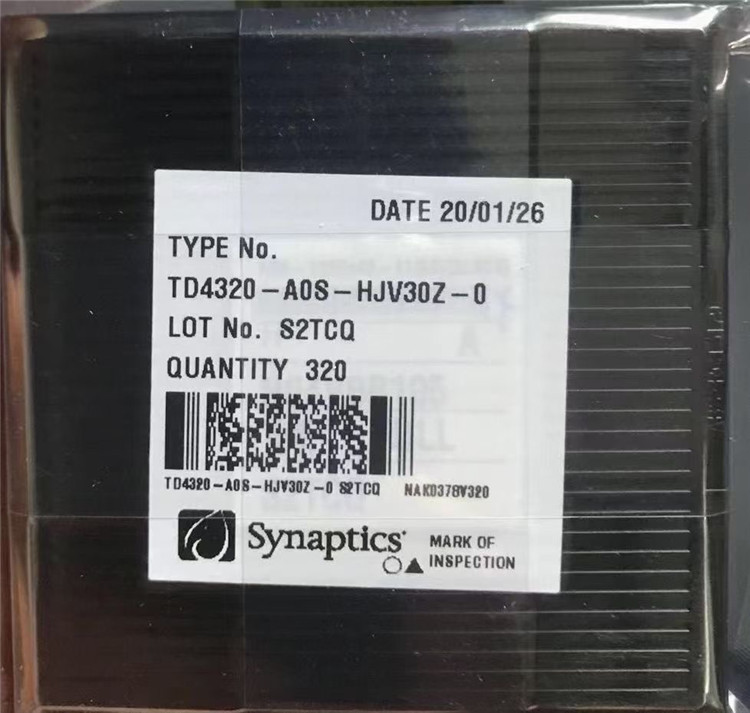 DATE 20/01/26
TYPE No.
TD4320-A0S-HJV30Z-0
LOT No. S2TCQ
QUANTITY 320
TD4320-A0S-HJV30Z-0 S2TCQ NAK0378V320
Synaptics
MARK OF
INSPECTION